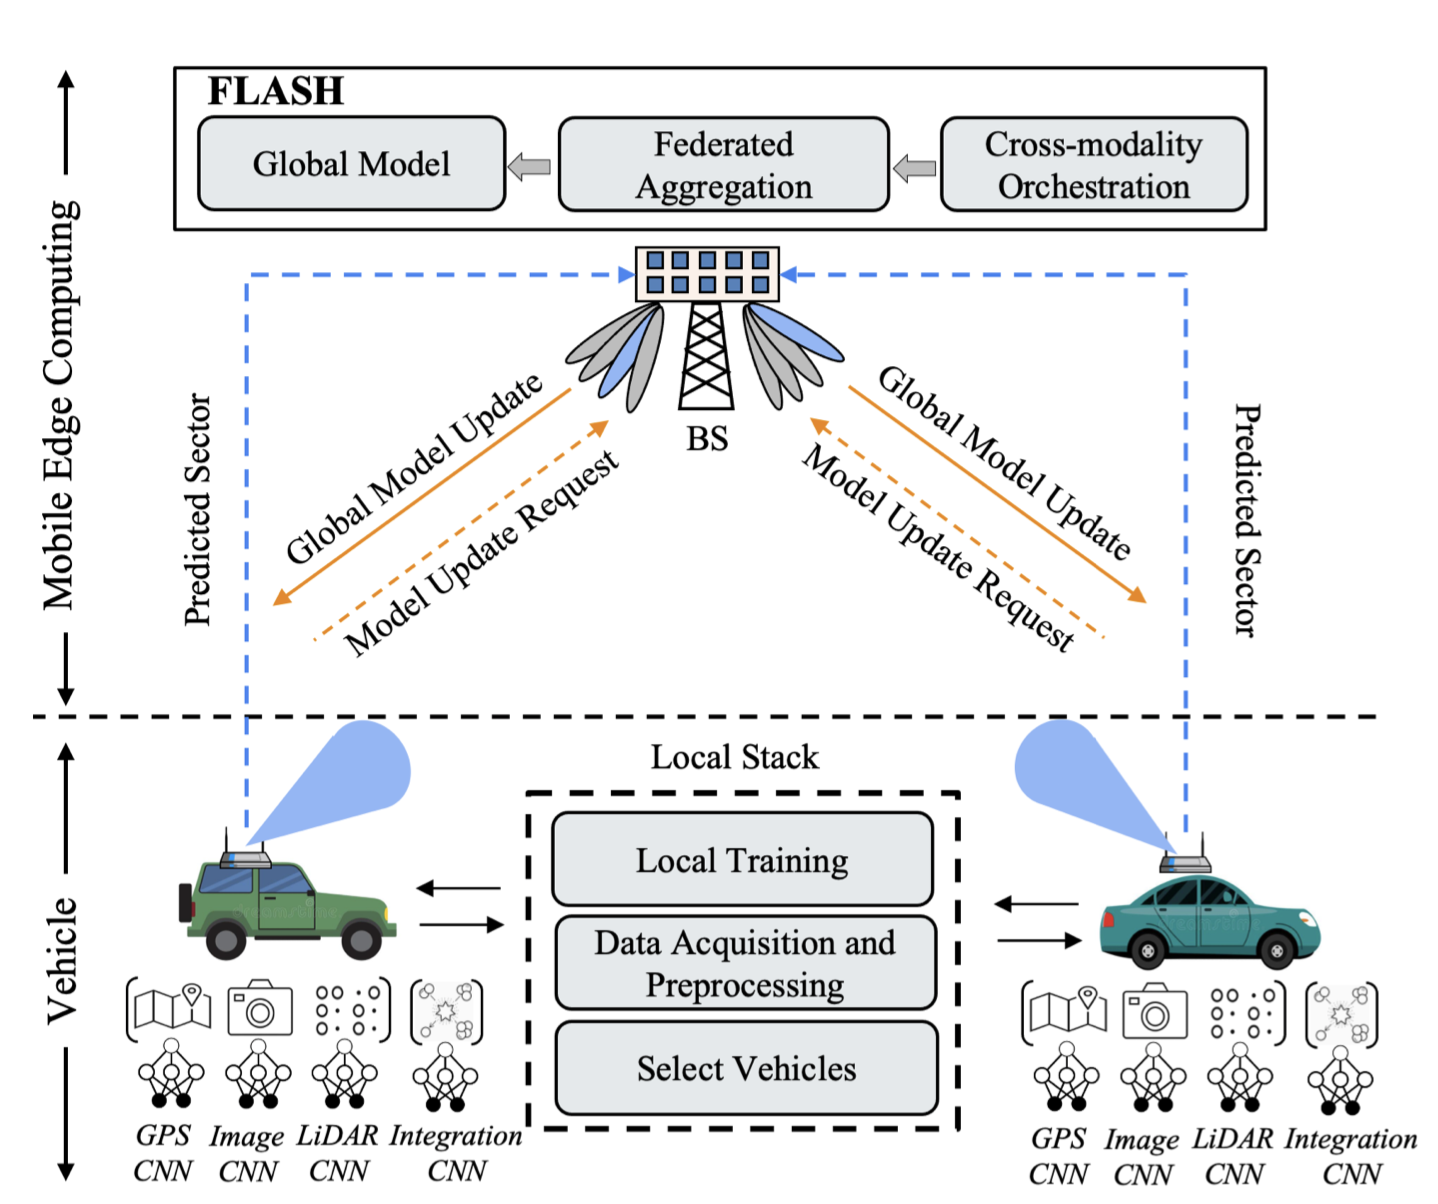 FLASH
Global Model
Federated
Aggregation
Cross-modality
Orchestration
Mobile Edge Computing
Predicted Sector
Global Model Update
Model Update Request
BS
Global Model Update
Model Update Request
Predicted Sector
Vehicle
Local Stack
Local Training
Data Acquisition and
Preprocessing
Select Vehicles
GPS
CNN
Image
CNN
LiDAR
CNN
Integration
CNN
GPS
CNN
Image
CNN
LiDAR
CNN
Integration
CNN